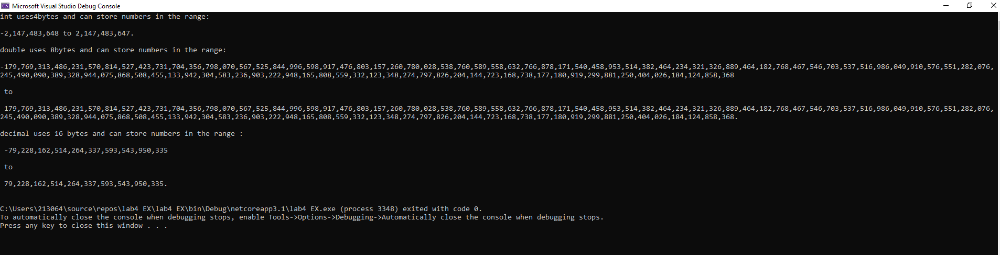 Microsoft Visual Studio Debug Console
int uses4bytes and can store numbers in the range:
-2,147,483,648 to 2,147,483,647.
double uses 8bytes and can store numbers in the range:
-179,769,313,486,231,570,814,527,423,731,704,356,798,070,567,525,844,996,598,917,476,803,157,260,780,028,538,760,589,558,632,766,878,171,540,458,953,514,382,464,234,321,326,889,464,182,768,467,546,703,537,516,986,049,910,576,551,282,076,
245,490,090,389,328,944,075,868,508,455,133,942,304,583,236,903,222,948,165,808,559,332,123,348,274,797,826,204,144,723,168,738,177,180,919,299,881,250,404,026,184,124,858,368
to
179,769,313,486,231,570,814,527,423,731,704,356,798,070,567,525,844,996,598,917,476,803,157,260,780,028,538,760,589,558,632,766,878,171,540,458,953,514,382,464,234,321,326,889,464,182,768,467,546,703,537,516,986,049,910,576,551,282,076,
245,490,090,389,328,944,075,868,508,455,133,942,304,583,236,903,222,948,165,808,559,332,123,348,274,797,826,204,144,723,168,738,177,180,919,299,881,250,404,026,184,124,858,368.
decimal uses 16 bytes and can store numbers in the range :
-79,228,162,514,264,337,593,543,950,335
to
79,228,162,514,264,337,593,543,950,335.
C:\Users\213064\source\repos\lab4 EX\lab4 EX\bin\Debug\netcoreapp3.1\lab4 EX.exe (process 3348) exited with code 0.
To automatically close the console when debugging stops, enable Tools->Options->Debugging->Automatically close the console when debugging stops.
Press any key to close this window . . .